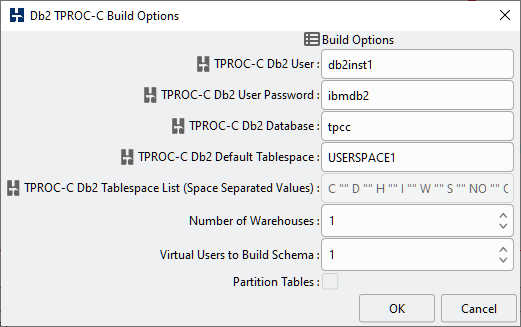 Db2 TPROC-C Build Options
Build Options
TPROC-C Db2 User : db2inst1
TPROC-C Db2 User Password : ibmdb2
TPROC-C Db2 Database : tpcc
TPROC-C Db2 Default Tablespace : USERSPACE1
TPROC-C Db2 Tablespace List (Space Separated Values) : C "" D "" H "" I "" W "" S "" NO ""
Number of Warehouses : 1
Virtual Users to Build Schema : 1
Partition Tables :
OK Cancel